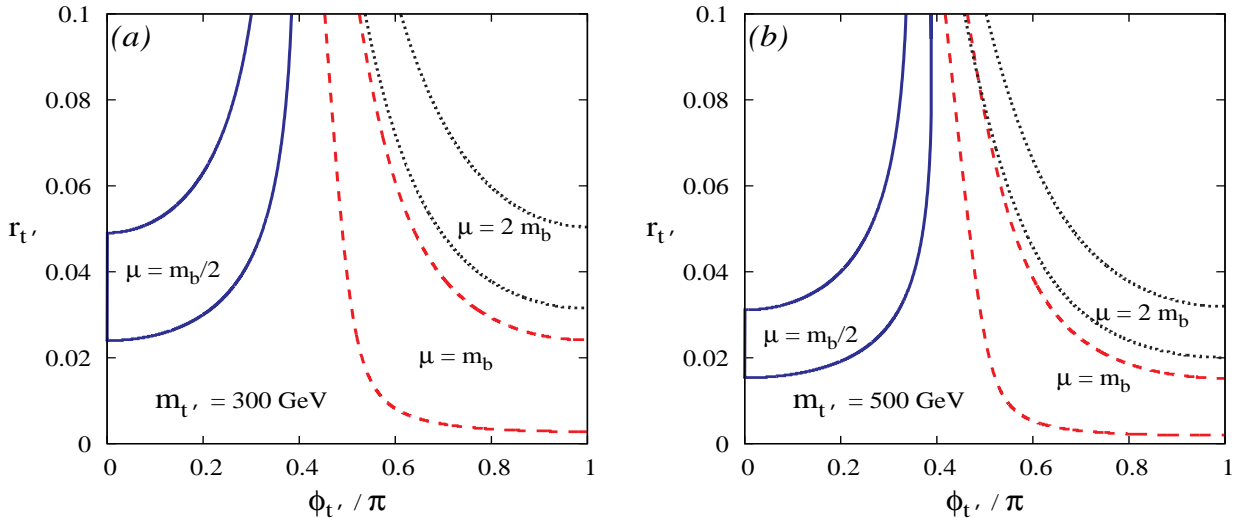 (a)
0.1
0.08
0.06
r_t′
0.04
0.02
0
μ = 2 m_b
μ = m_b/2
μ = m_b
m_t′ = 300 GeV
0 0.2 0.4 0.6 0.8 1
ϕ_t′ / π
(b)
0.1
0.08
0.06
r_t′
0.04
0.02
0
μ = 2 m_b
μ = m_b/2
μ = m_b
m_t′ = 500 GeV
0 0.2 0.4 0.6 0.8 1
ϕ_t′ / π